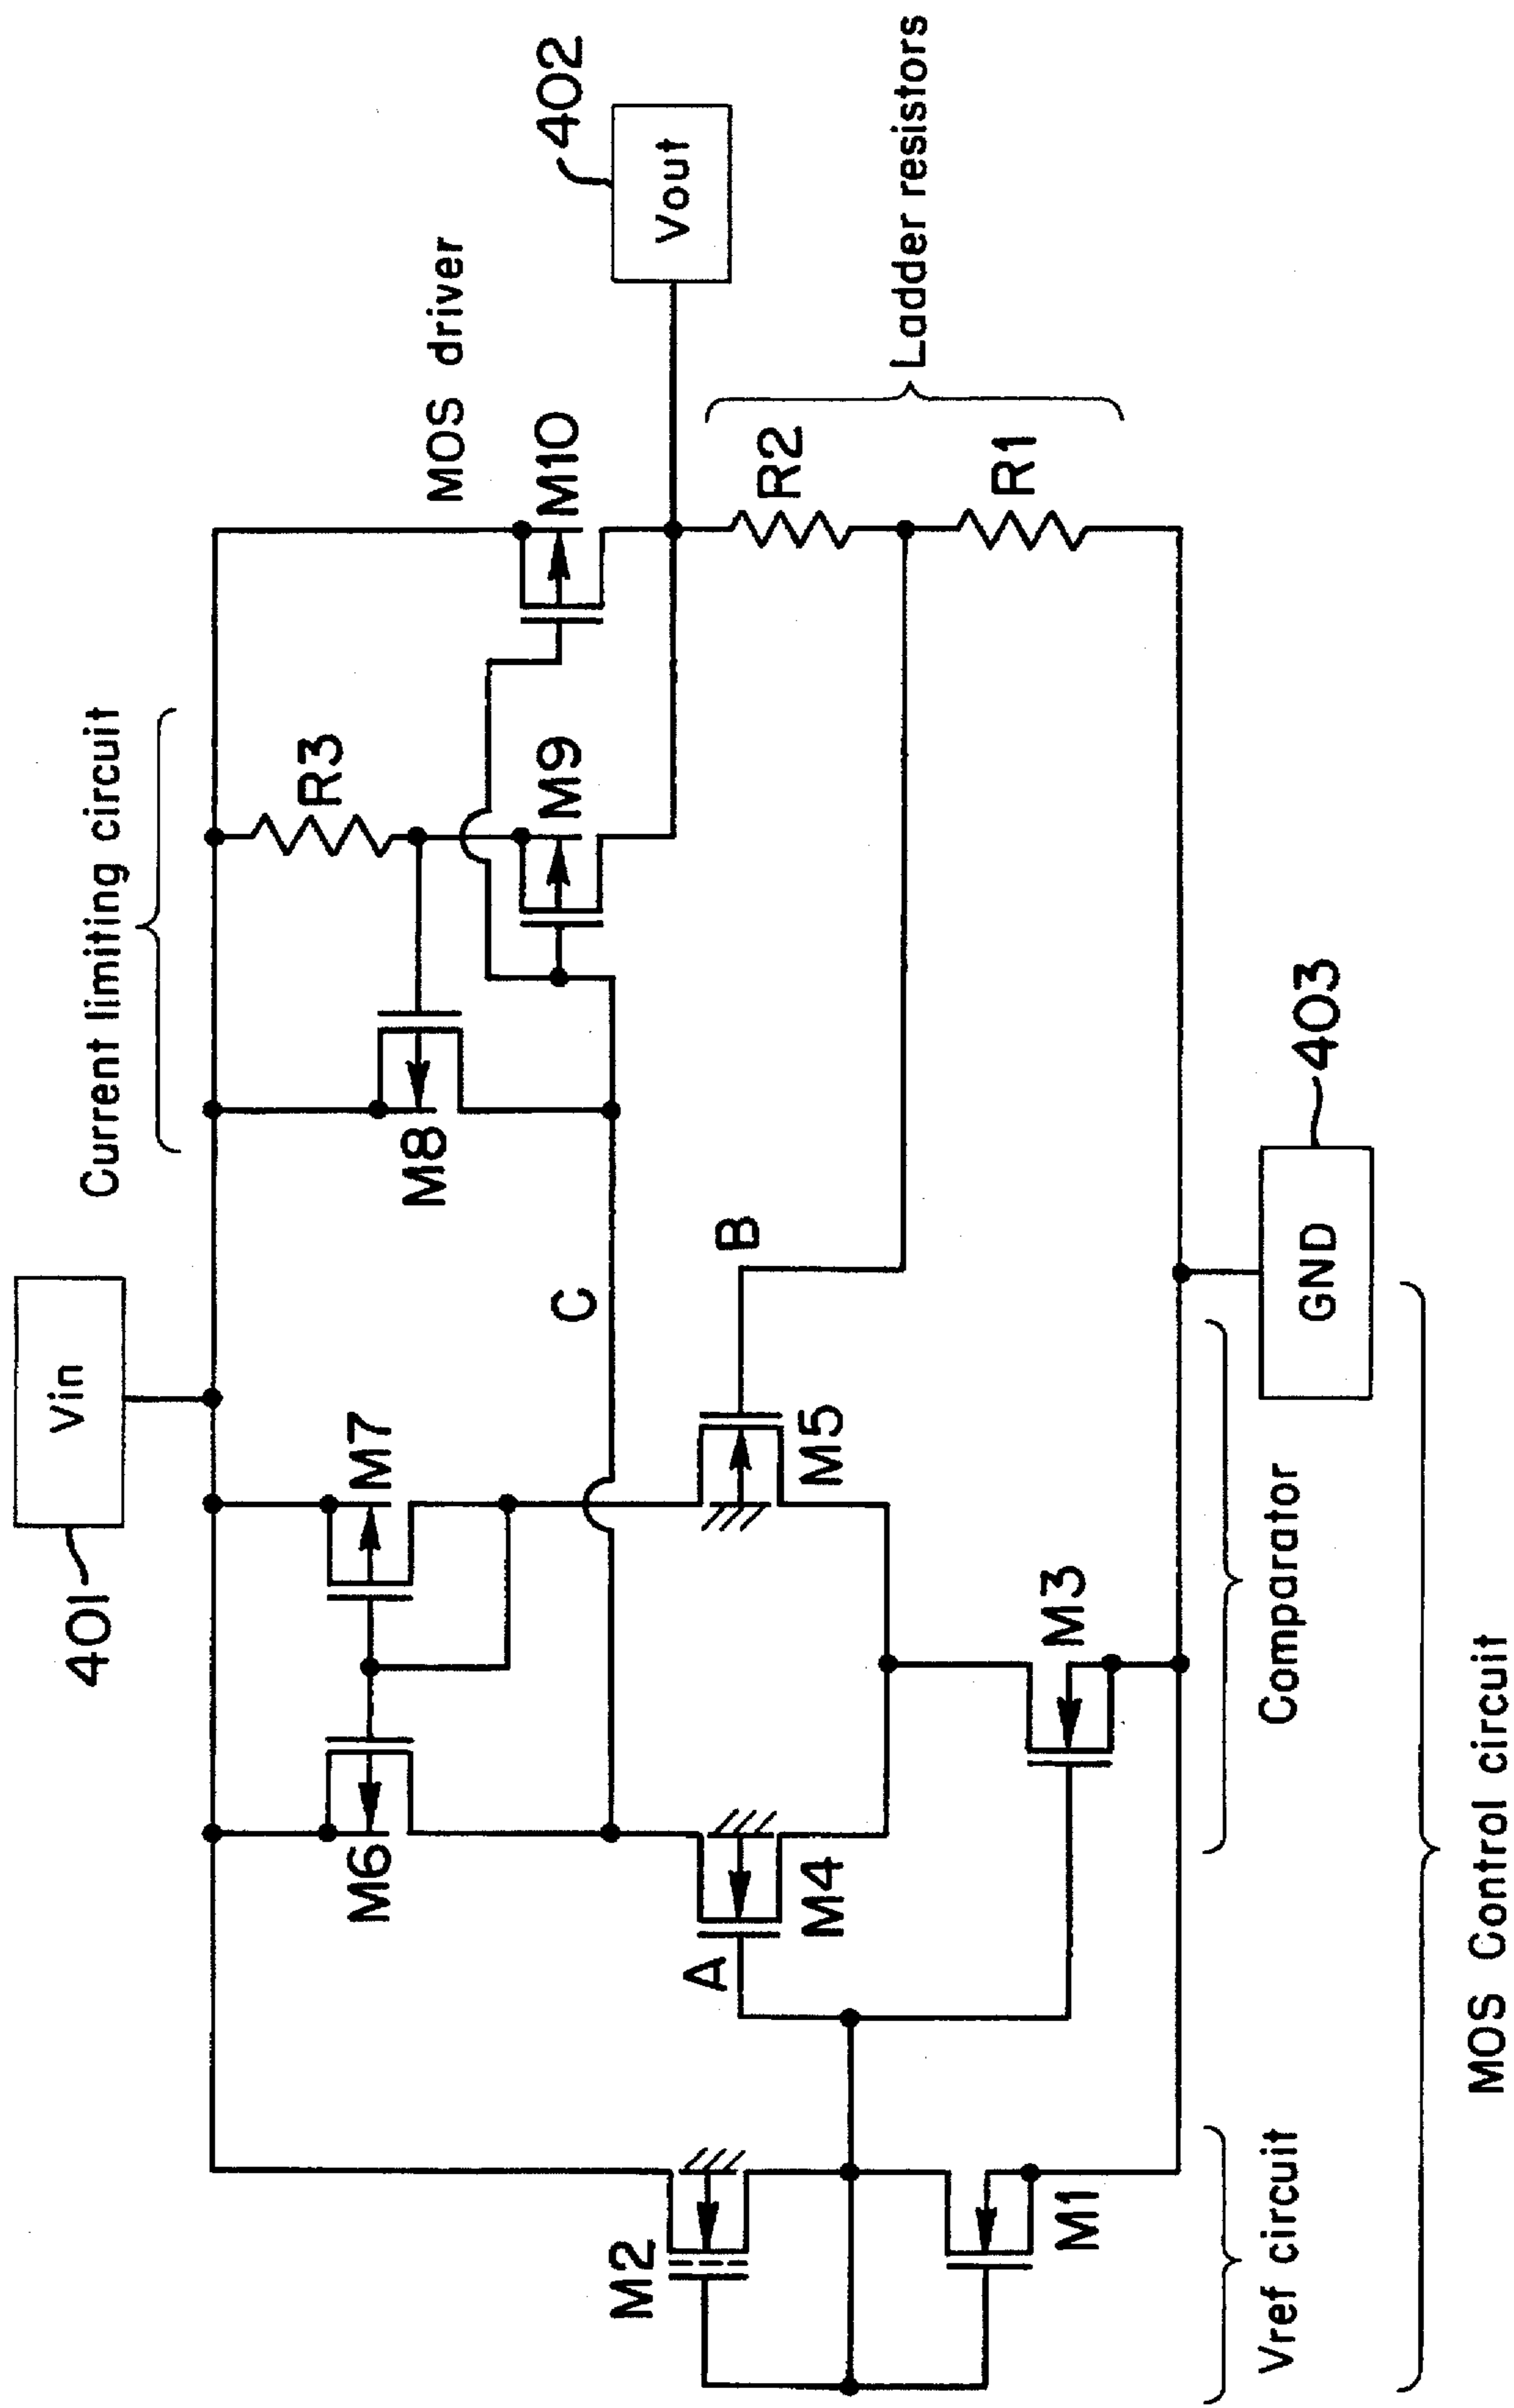 401
Vin
Current limiting circuit
MOS driver
402
Vout
M6
M7
M8
R3
M9
M10
C
A
M4
M5
B
R2
R1
Ladder resistors
M2
M1
M3
GND
403
Vref circuit
Comparator
MOS Control circuit